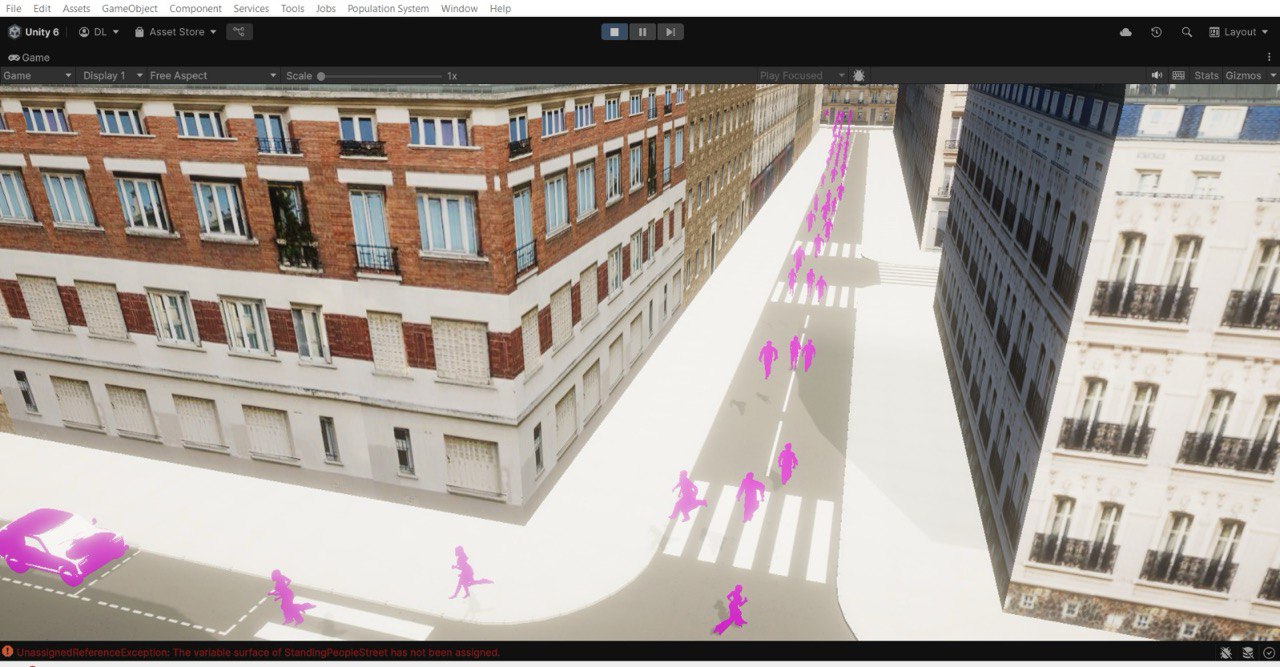 File Edit Assets GameObject Component Services Tools Jobs Population System Window Help
Unity 6 DL Asset Store Layout
Game
Game Display 1 Free Aspect Scale 1x Play Focused Stats Gizmos
UnassignedReferenceException: The variable surface of StandingPeopleStreet has not been assigned.